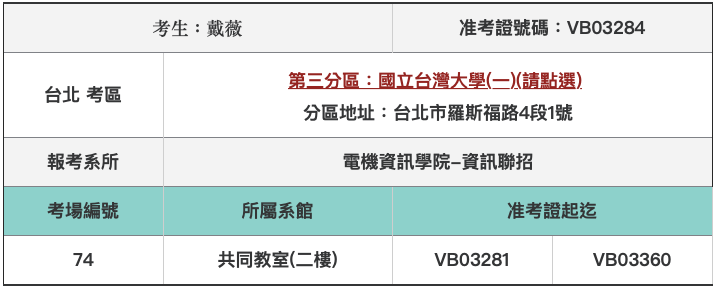 考生：戴薇
准考證號碼：VB03284
台北 考區
第三分區：國立台灣大學(一)(請點選)
分區地址：台北市羅斯福路4段1號
報考系所
電機資訊學院–資訊聯招
考場編號
所屬系館
准考證起迄
74
共同教室(二樓)
VB03281
VB03360